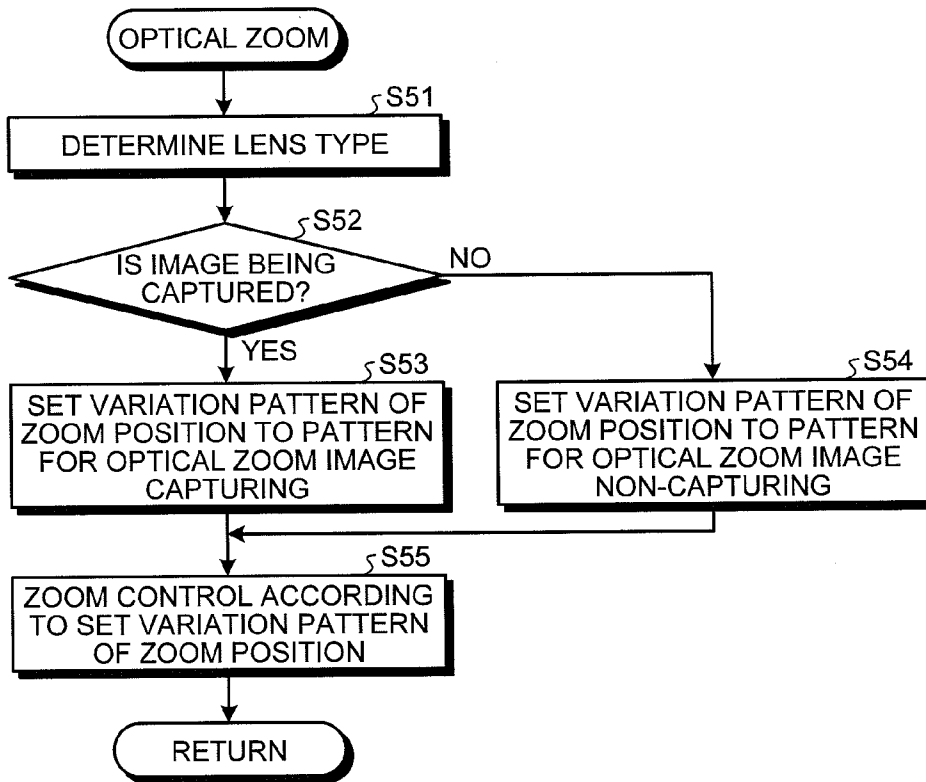 OPTICAL ZOOM
S51
DETERMINE LENS TYPE
S52
IS IMAGE BEING
CAPTURED?
NO
YES
S53
SET VARIATION PATTERN OF
ZOOM POSITION TO PATTERN
FOR OPTICAL ZOOM IMAGE
CAPTURING
S54
SET VARIATION PATTERN OF
ZOOM POSITION TO PATTERN
FOR OPTICAL ZOOM IMAGE
NON-CAPTURING
S55
ZOOM CONTROL ACCORDING
TO SET VARIATION PATTERN
OF ZOOM POSITION
RETURN